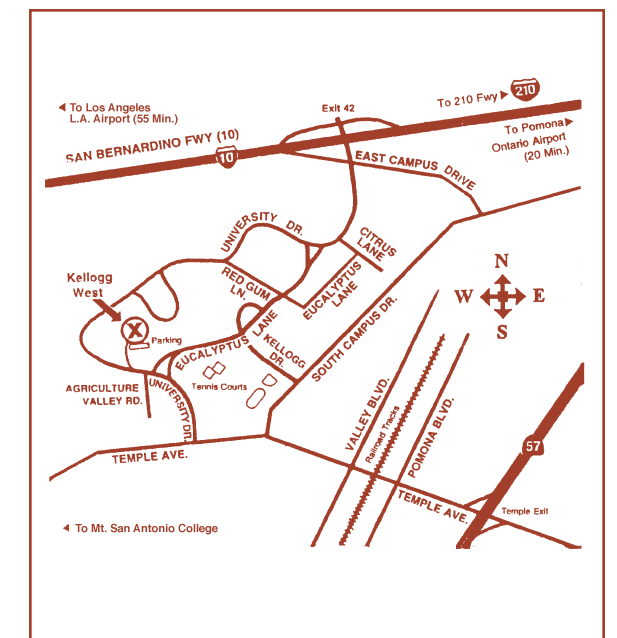 To Los Angeles
L.A. Airport (55 Min.)
Exit 42
To 210 Fwy
210
To Pomona
Ontario Airport
(20 Min.)
SAN BERNARDINO FWY (10)
10
EAST CAMPUS DRIVE
UNIVERSITY DR.
CITRUS
LANE
RED GUM
LN.
EUCALYPTUS
LANE
Kellogg
West
X
Parking
EUCALYPTUS LANE
KELLOGG
DR.
SOUTH CAMPUS DR.
N
W
E
S
Tennis Courts
AGRICULTURE
VALLEY RD.
UNIVERSITY DR.
VALLEY BLVD.
Railroad Tracks
POMONA BLVD.
57
TEMPLE AVE.
TEMPLE AVE.
Temple Exit
To Mt. San Antonio College